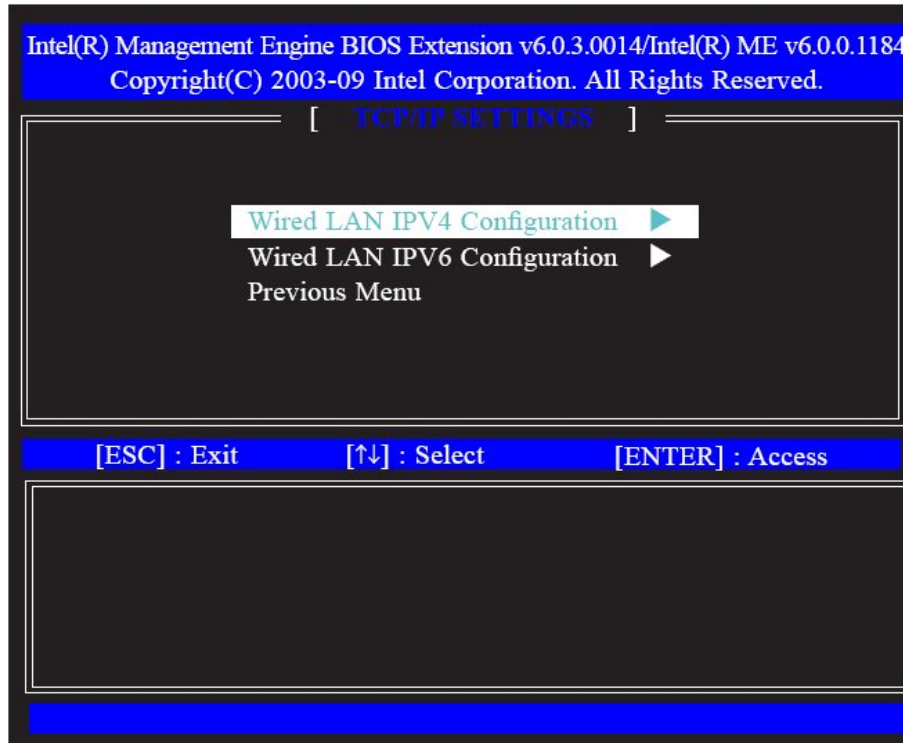 Intel(R) Management Engine BIOS Extension v6.0.3.0014/Intel(R) ME v6.0.0.1184
Copyright(C) 2003-09 Intel Corporation. All Rights Reserved.
[ TCP/IP SETTINGS ]
Wired LAN IPV4 Configuration ▶
Wired LAN IPV6 Configuration ▶
Previous Menu
[ESC] : Exit [↑↓] : Select [ENTER] : Access